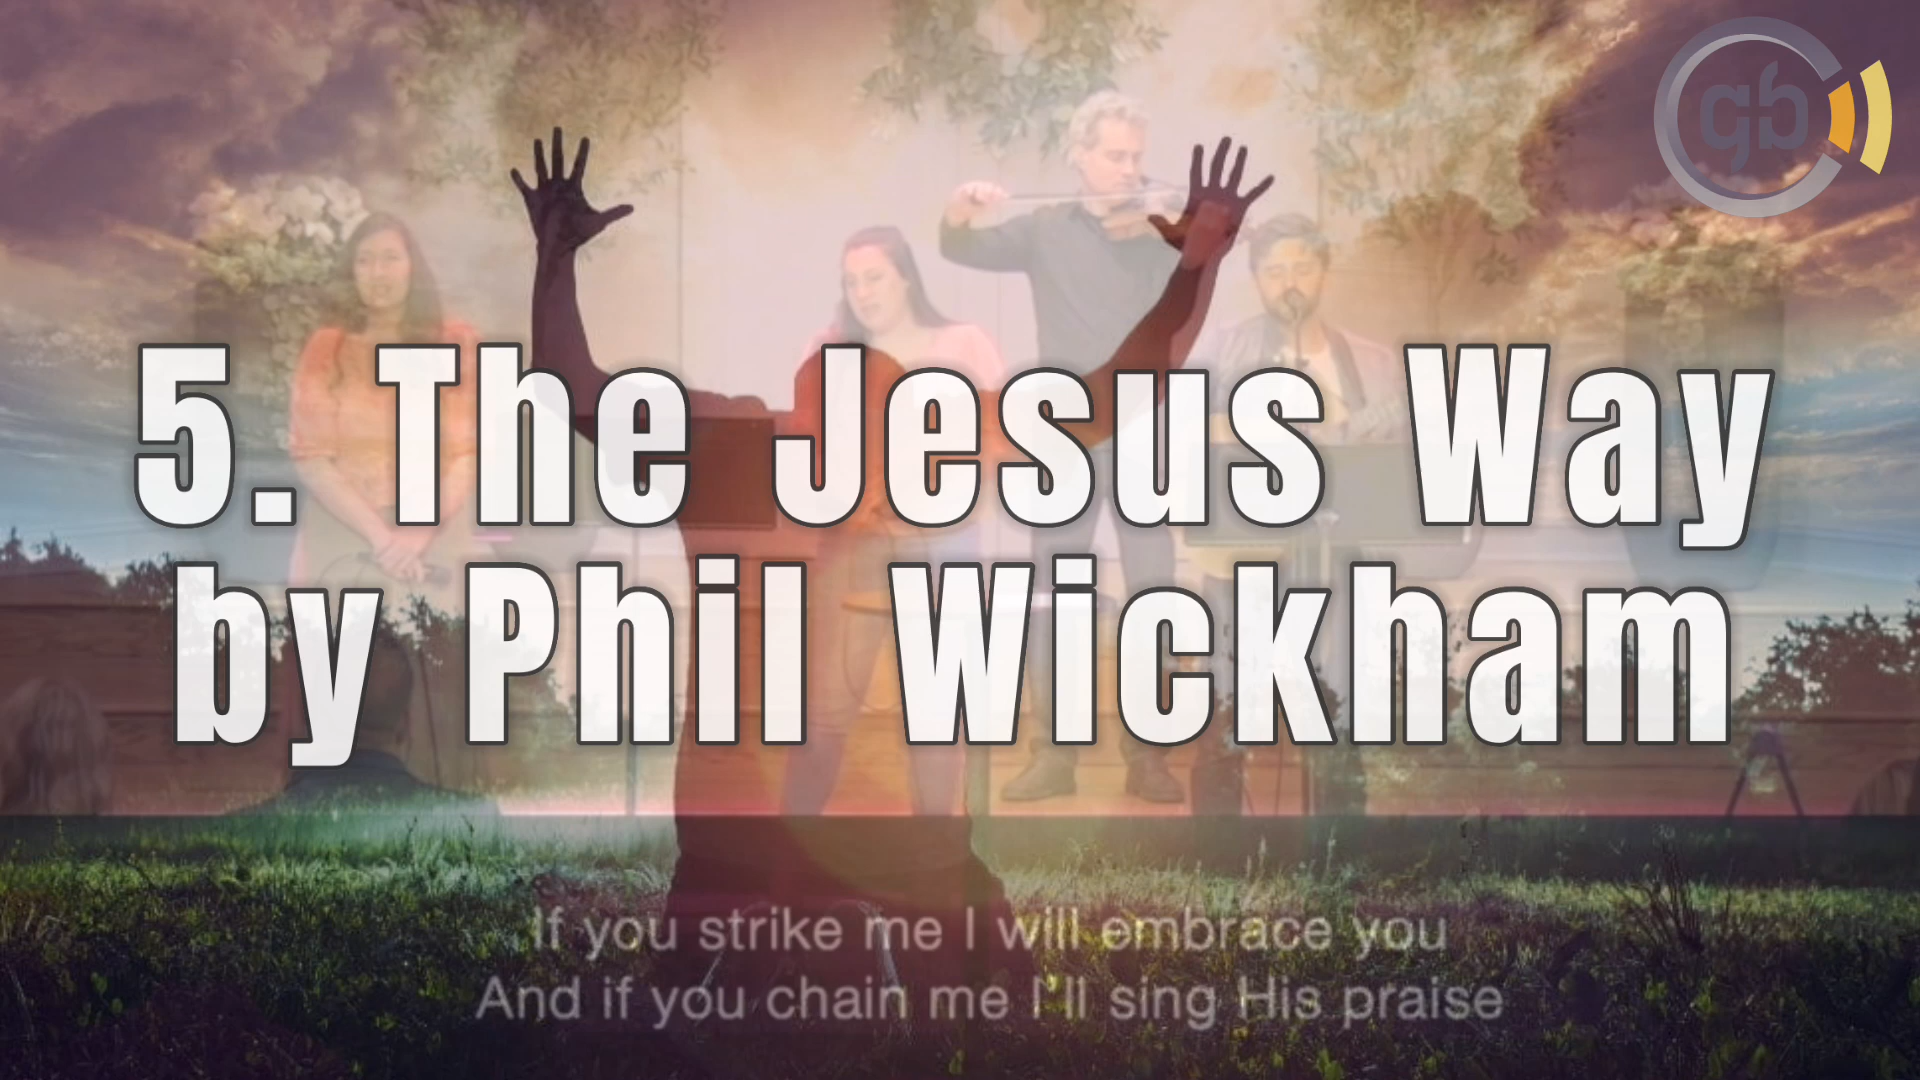 gb
5. The Jesus Way
by Phil Wickham
If you strike me I will embrace you
And if you chain me I'll sing His praise